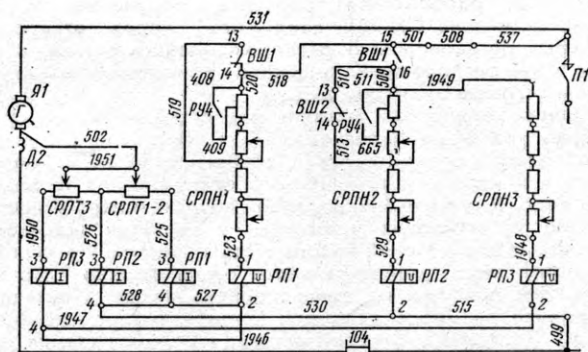 531
13
ВШ1
15
501
508
537
ВШ1
П1
408
14
520
518
510
511
509
16
1949
Я1
Г
519
РУ4
13
ВШ2
14
РУ4
502
409
513
665
Д2
1951
СРПТ3
СРПТ1-2
СРПН1
СРПН2
СРПН3
1950
526
525
523
529
1948
3
3
3
1
1
1
РП3
I
РП2
I
РП1
I
РП1
U
РП2
U
РП3
U
4
528
4
527
2
530
2
515
2
4
1947
1946
499
104